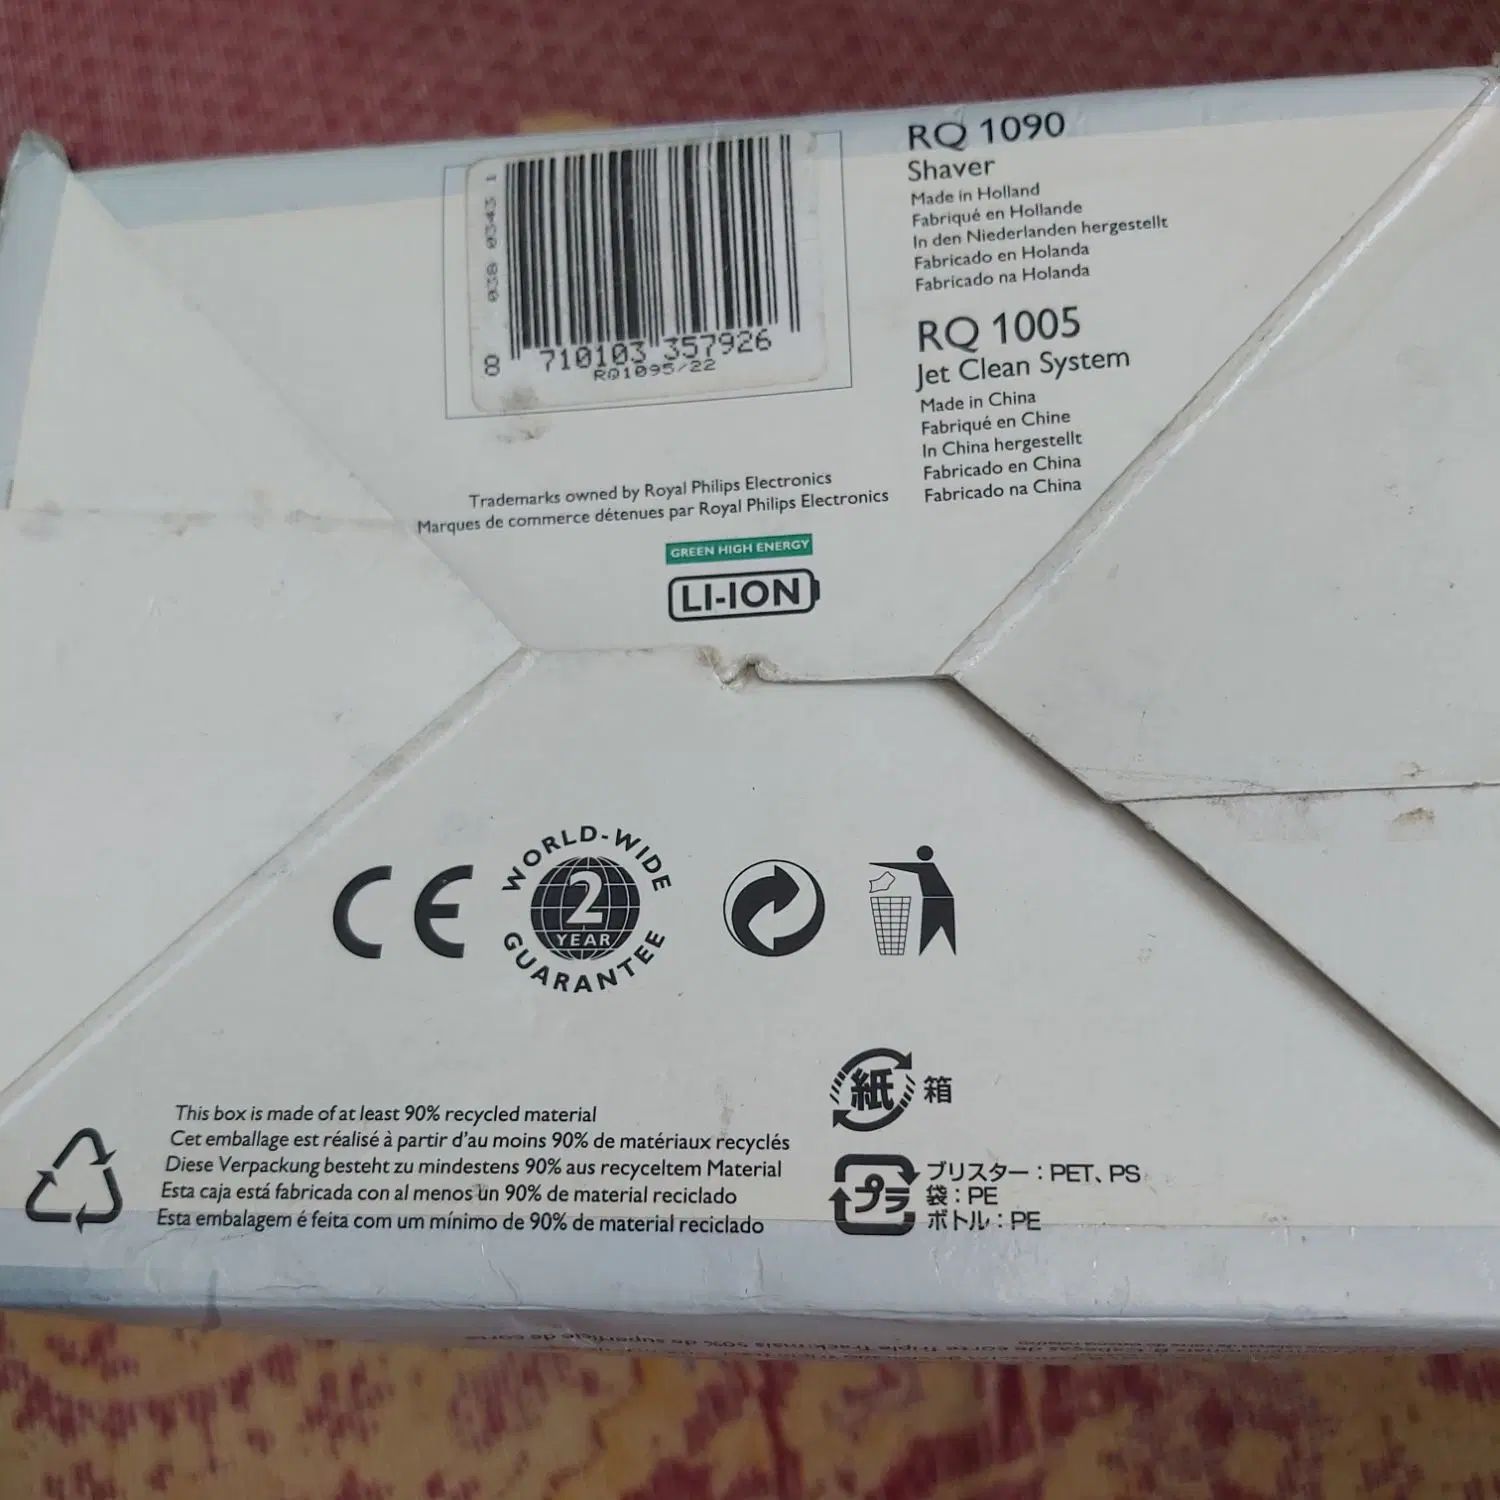 038 0343 1
8 710103 357926
RQ1095/22
RQ 1090
Shaver
Made in Holland
Fabriqué en Hollande
In den Niederlanden hergestellt
Fabricado en Holanda
Fabricado na Holanda
RQ 1005
Jet Clean System
Made in China
Fabriqué en Chine
In China hergestellt
Fabricado en China
Fabricado na China
Trademarks owned by Royal Philips Electronics
Marques de commerce détenues par Royal Philips Electronics
GREEN HIGH ENERGY
LI-ION
CE
WORLD-WIDE
2
YEAR
GUARANTEE
紙 箱
This box is made of at least 90% recycled material
Cet emballage est réalisé à partir d'au moins 90% de matériaux recyclés
Diese Verpackung besteht zu mindestens 90% aus recyceltem Material
Esta caja está fabricada con al menos un 90% de material reciclado
Esta embalagem é feita com um mínimo de 90% de material reciclado
プラ
ブリスター：PET、PS
袋：PE
ボトル：PE